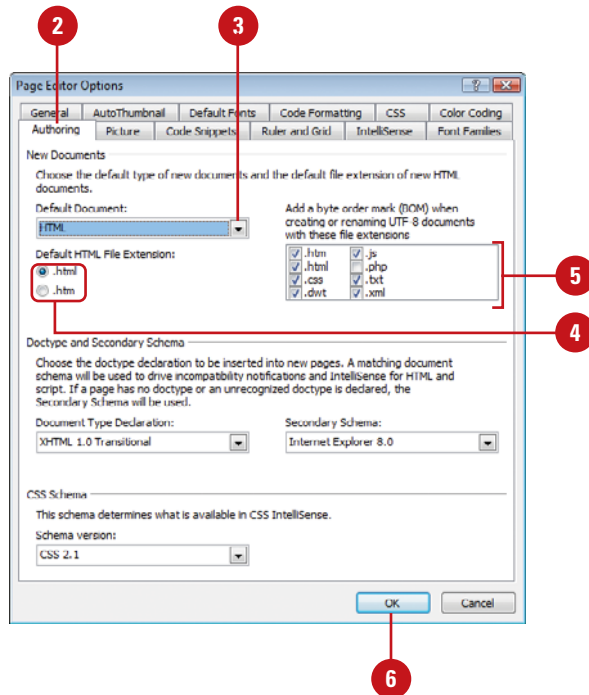 2
3
Page Editor Options
General AutoThumbnail Default Fonts Code Formatting CSS Color Coding
Authoring Picture Code Snippets Ruler and Grid IntelliSense Font Families
New Documents
Choose the default type of new documents and the default file extension of new HTML
documents.
Default Document:
HTML
Default HTML File Extension:
.html
.htm
Add a byte order mark (BOM) when
creating or renaming UTF 8 documents
with these file extensions
.htm .js
.html .php
.css .txt
.dwt .xml
5
4
Doctype and Secondary Schema
Choose the doctype declaration to be inserted into new pages. A matching document
schema will be used to drive incompatibility notifications and IntelliSense for HTML and
script. If a page has no doctype or an unrecognized doctype is declared, the
Secondary Schema will be used.
Document Type Declaration: Secondary Schema:
XHTML 1.0 Transitional Internet Explorer 8.0
CSS Schema
This schema determines what is available in CSS IntelliSense.
Schema version:
CSS 2.1
OK Cancel
6